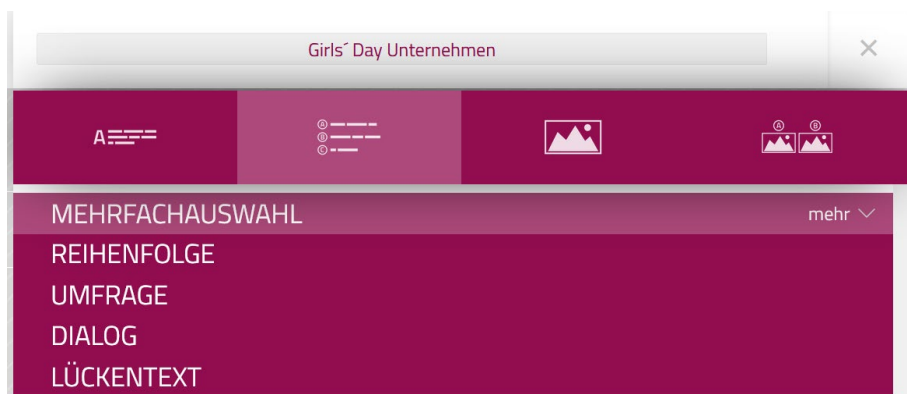 Girls´ Day Unternehmen
A
A
B
C
A B
MEHRFACHAUSWAHL mehr
REIHENFOLGE
UMFRAGE
DIALOG
LÜCKENTEXT